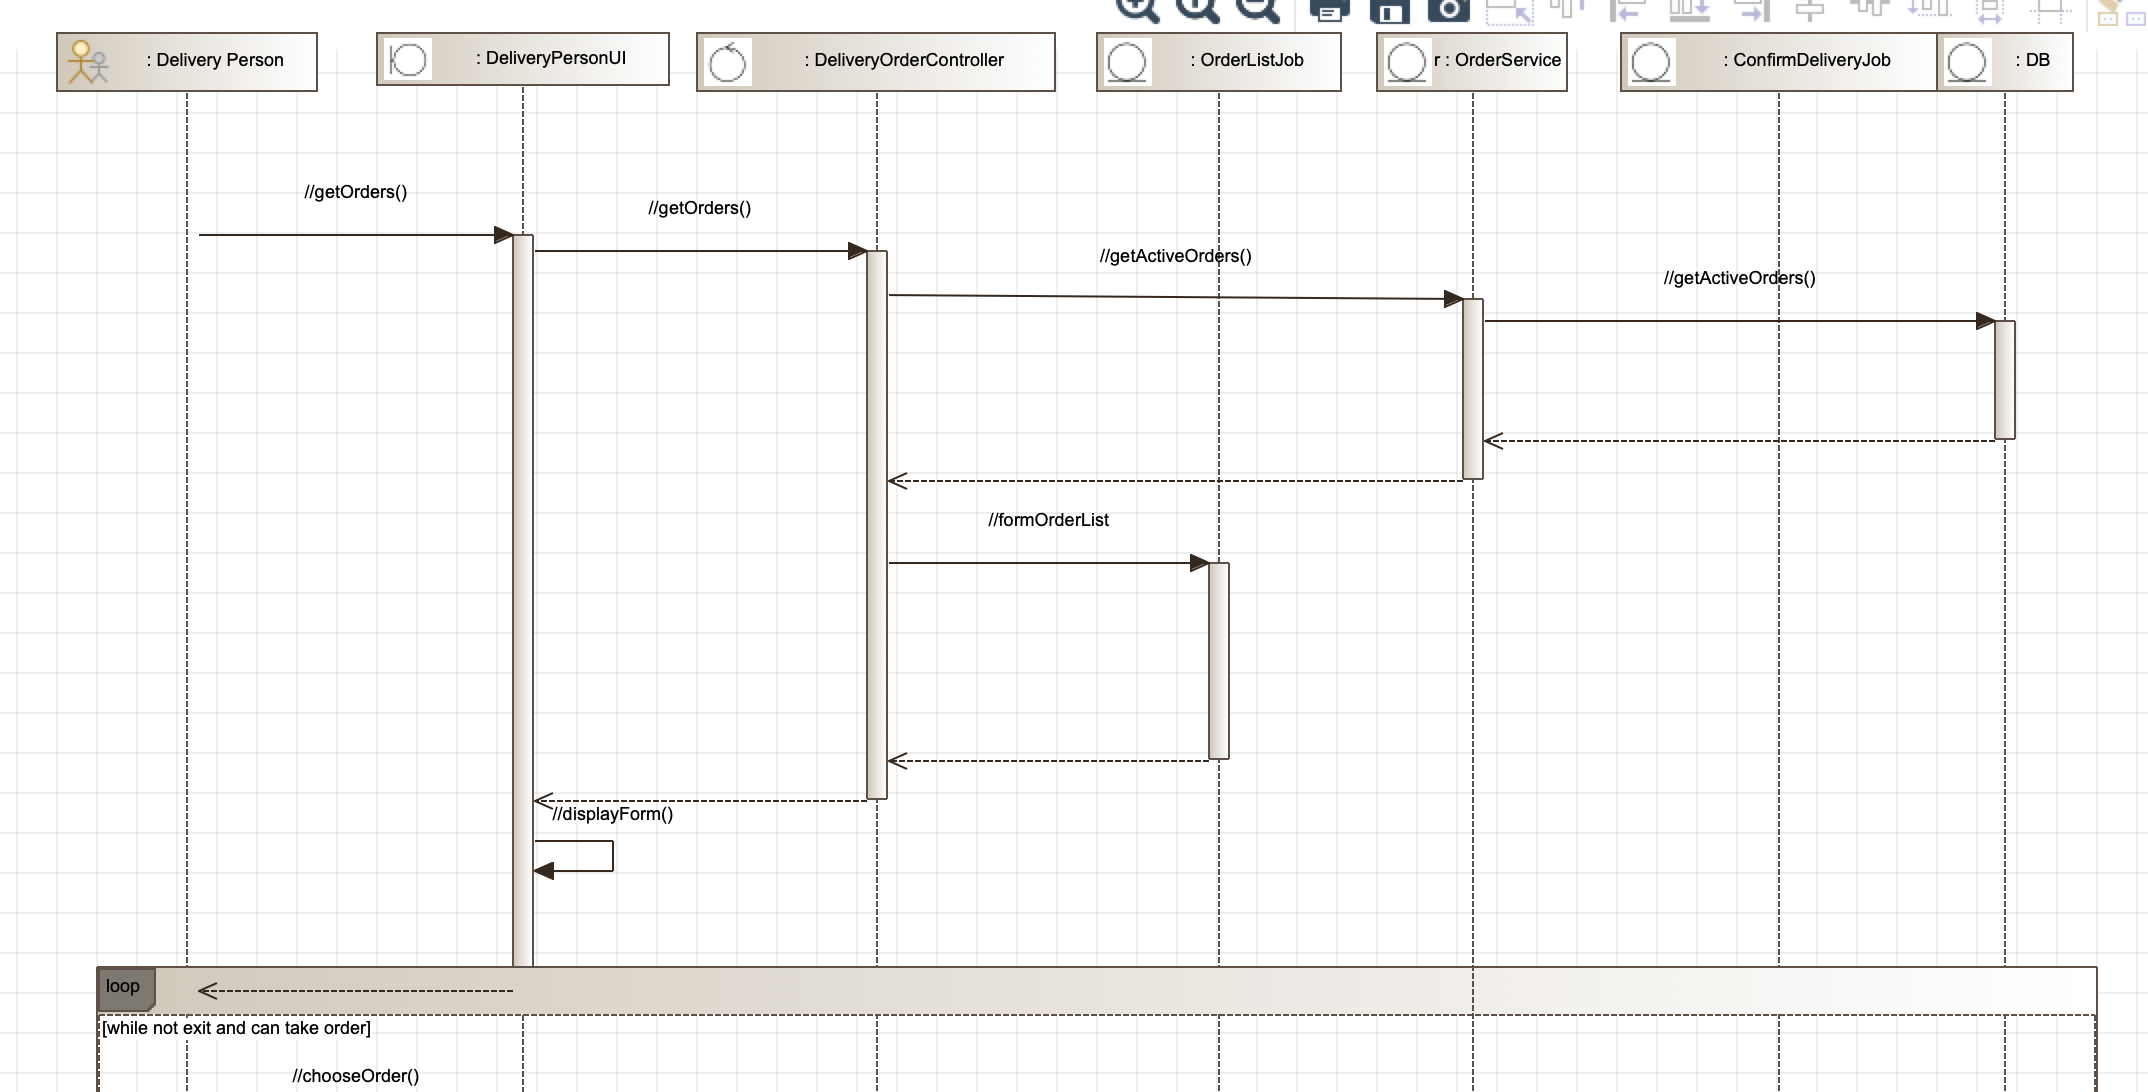 : Delivery Person
: DeliveryPersonUI
: DeliveryOrderController
: OrderListJob
r : OrderService
: ConfirmDeliveryJob
: DB
//getOrders()
//getOrders()
//getActiveOrders()
//getActiveOrders()
//formOrderList
//displayForm()
loop
[while not exit and can take order]
//chooseOrder()